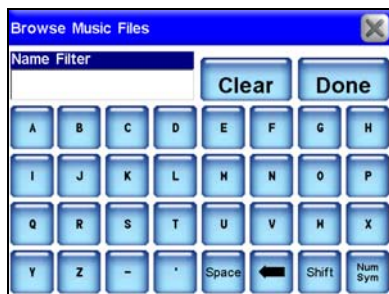 Browse Music Files
Name Filter
Clear Done
A B C D E F G H
I J K L M N O P
Q R S T U V W X
Y Z - ' Space Shift Num
Sym